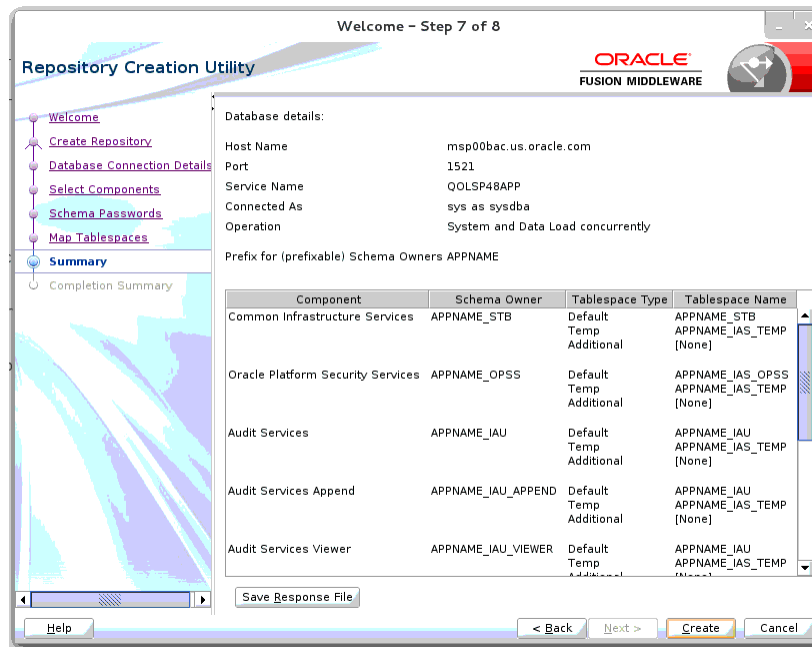 Welcome – Step 7 of 8
Repository Creation Utility
ORACLE
FUSION MIDDLEWARE
Welcome
Create Repository
Database Connection Details
Select Components
Schema Passwords
Map Tablespaces
Summary
Completion Summary
Database details:
Host Name msp00bac.us.oracle.com
Port 1521
Service Name QOLSP48APP
Connected As sys as sysdba
Operation System and Data Load concurrently
Prefix for (prefixable) Schema Owners APPNAME
Component Schema Owner Tablespace Type Tablespace Name
Common Infrastructure Services APPNAME_STB Default APPNAME_STB
Temp APPNAME_IAS_TEMP
Additional [None]
Oracle Platform Security Services APPNAME_OPSS Default APPNAME_IAS_OPSS
Temp APPNAME_IAS_TEMP
Additional [None]
Audit Services APPNAME_IAU Default APPNAME_IAU
Temp APPNAME_IAS_TEMP
Additional [None]
Audit Services Append APPNAME_IAU_APPEND Default APPNAME_IAU
Temp APPNAME_IAS_TEMP
Additional [None]
Audit Services Viewer APPNAME_IAU_VIEWER Default APPNAME_IAU
Temp APPNAME_IAS_TEMP
Additional [None]
Save Response File
Help < Back Next > Create Cancel